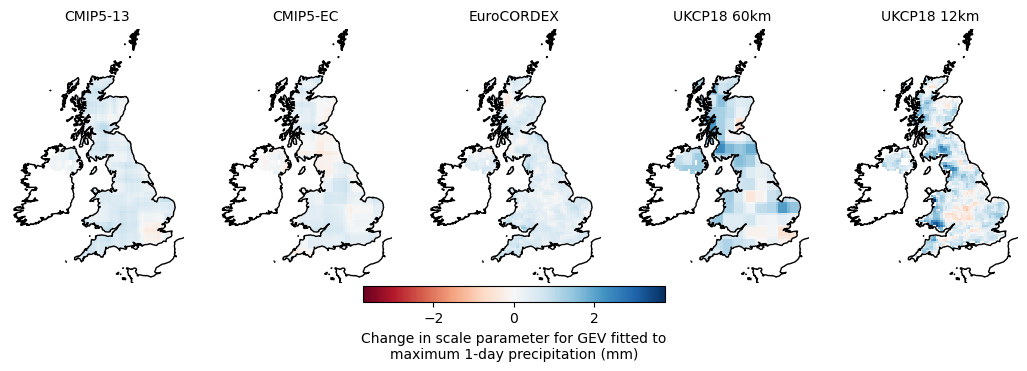 CMIP5-13
CMIP5-EC
EuroCORDEX
UKCP18 60km
UKCP18 12km
−2
0
2
Change in scale parameter for GEV fitted to
maximum 1-day precipitation (mm)